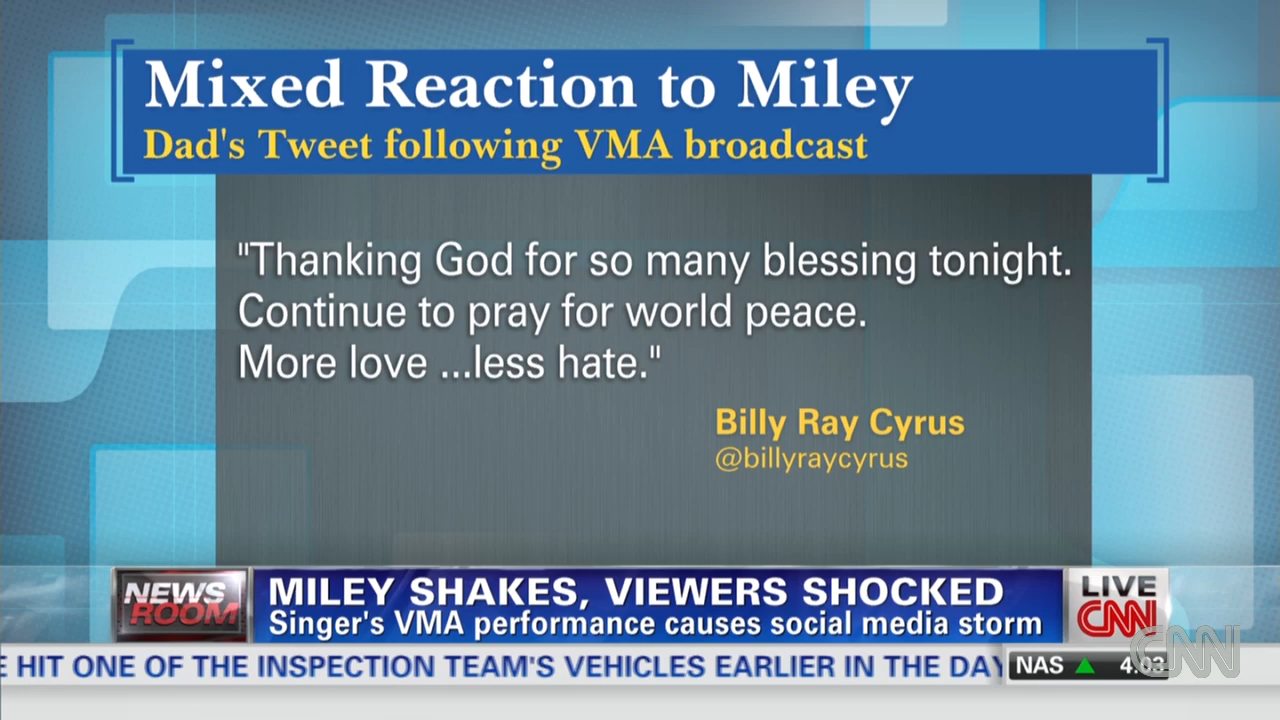 Mixed Reaction to Miley
Dad's Tweet following VMA broadcast
"Thanking God for so many blessing tonight.
Continue to pray for world peace.
More love ...less hate."
Billy Ray Cyrus
@billyraycyrus
NEWS
ROOM
MILEY SHAKES, VIEWERS SHOCKED
Singer's VMA performance causes social media storm
LIVE
CNN
HIT ONE OF THE INSPECTION TEAM'S VEHICLES EARLIER IN THE DAY
NAS ▲ 4.03
CNN